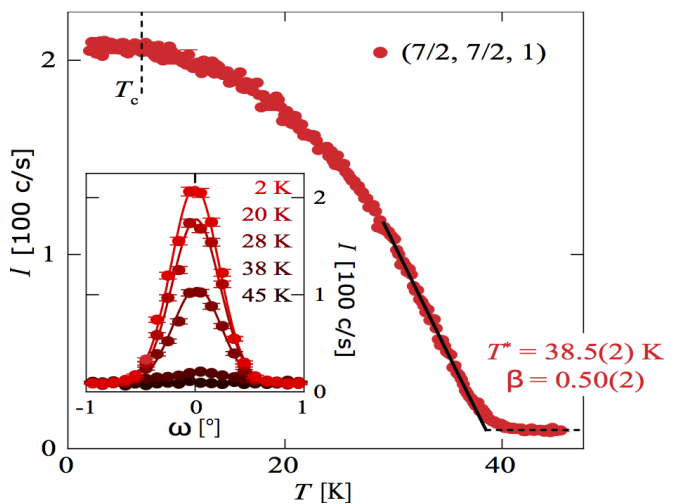 (7/2, 7/2, 1)
T_c
I [100 c/s]
2
1
0
2 K
20 K
28 K
38 K
45 K
2
1
0
I [100 c/s]
-1
0
1
ω [°]
T* = 38.5(2) K
β = 0.50(2)
0
20
40
T [K]